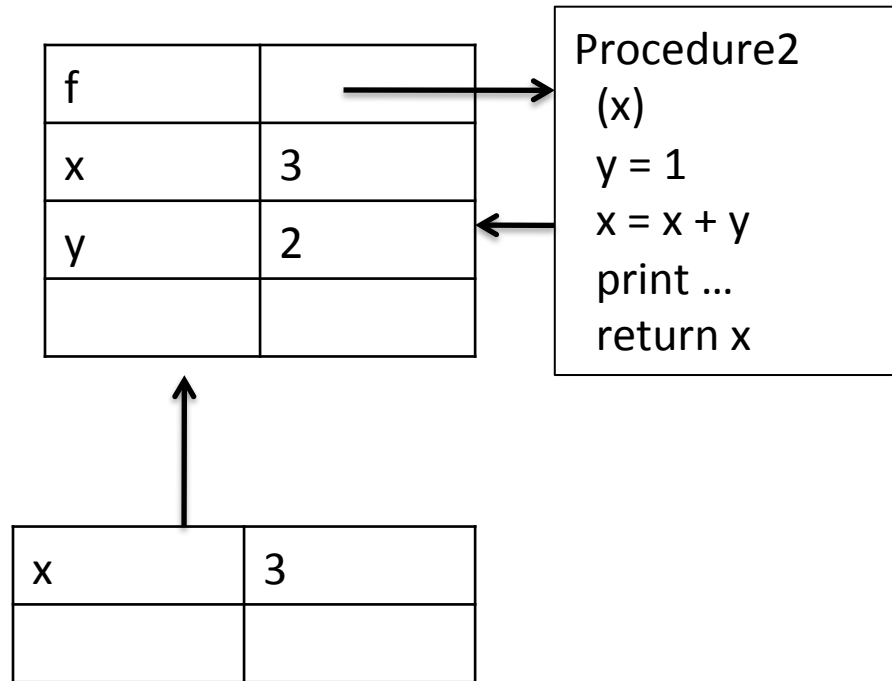 f
x 3
y 2
Procedure2
(x)
y = 1
x = x + y
print …
return x
x 3